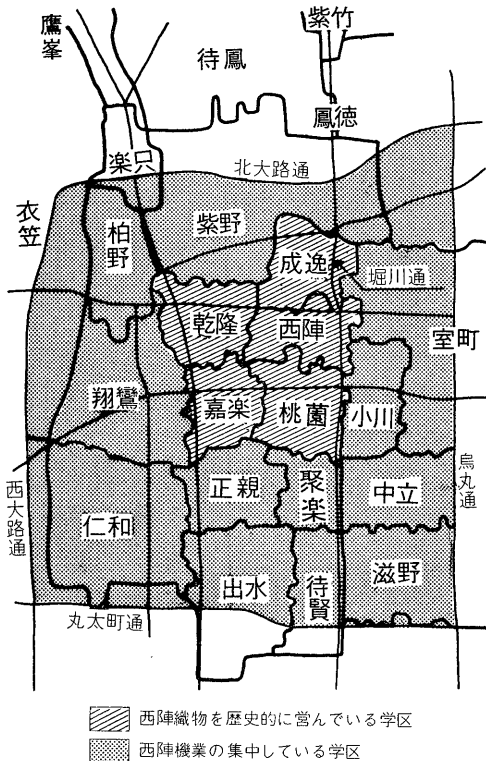 鷹峯
紫竹
待鳳
鳳徳
楽只
北大路通
衣笠
柏野
紫野
成逸
堀川通
乾隆
西陣
室町
翔鸞
嘉楽
桃薗
小川
西大路通
正親
聚楽
中立
烏丸通
仁和
出水
待賢
滋野
丸太町通
西陣織物を歴史的に営んでいる学区
西陣機業の集中している学区